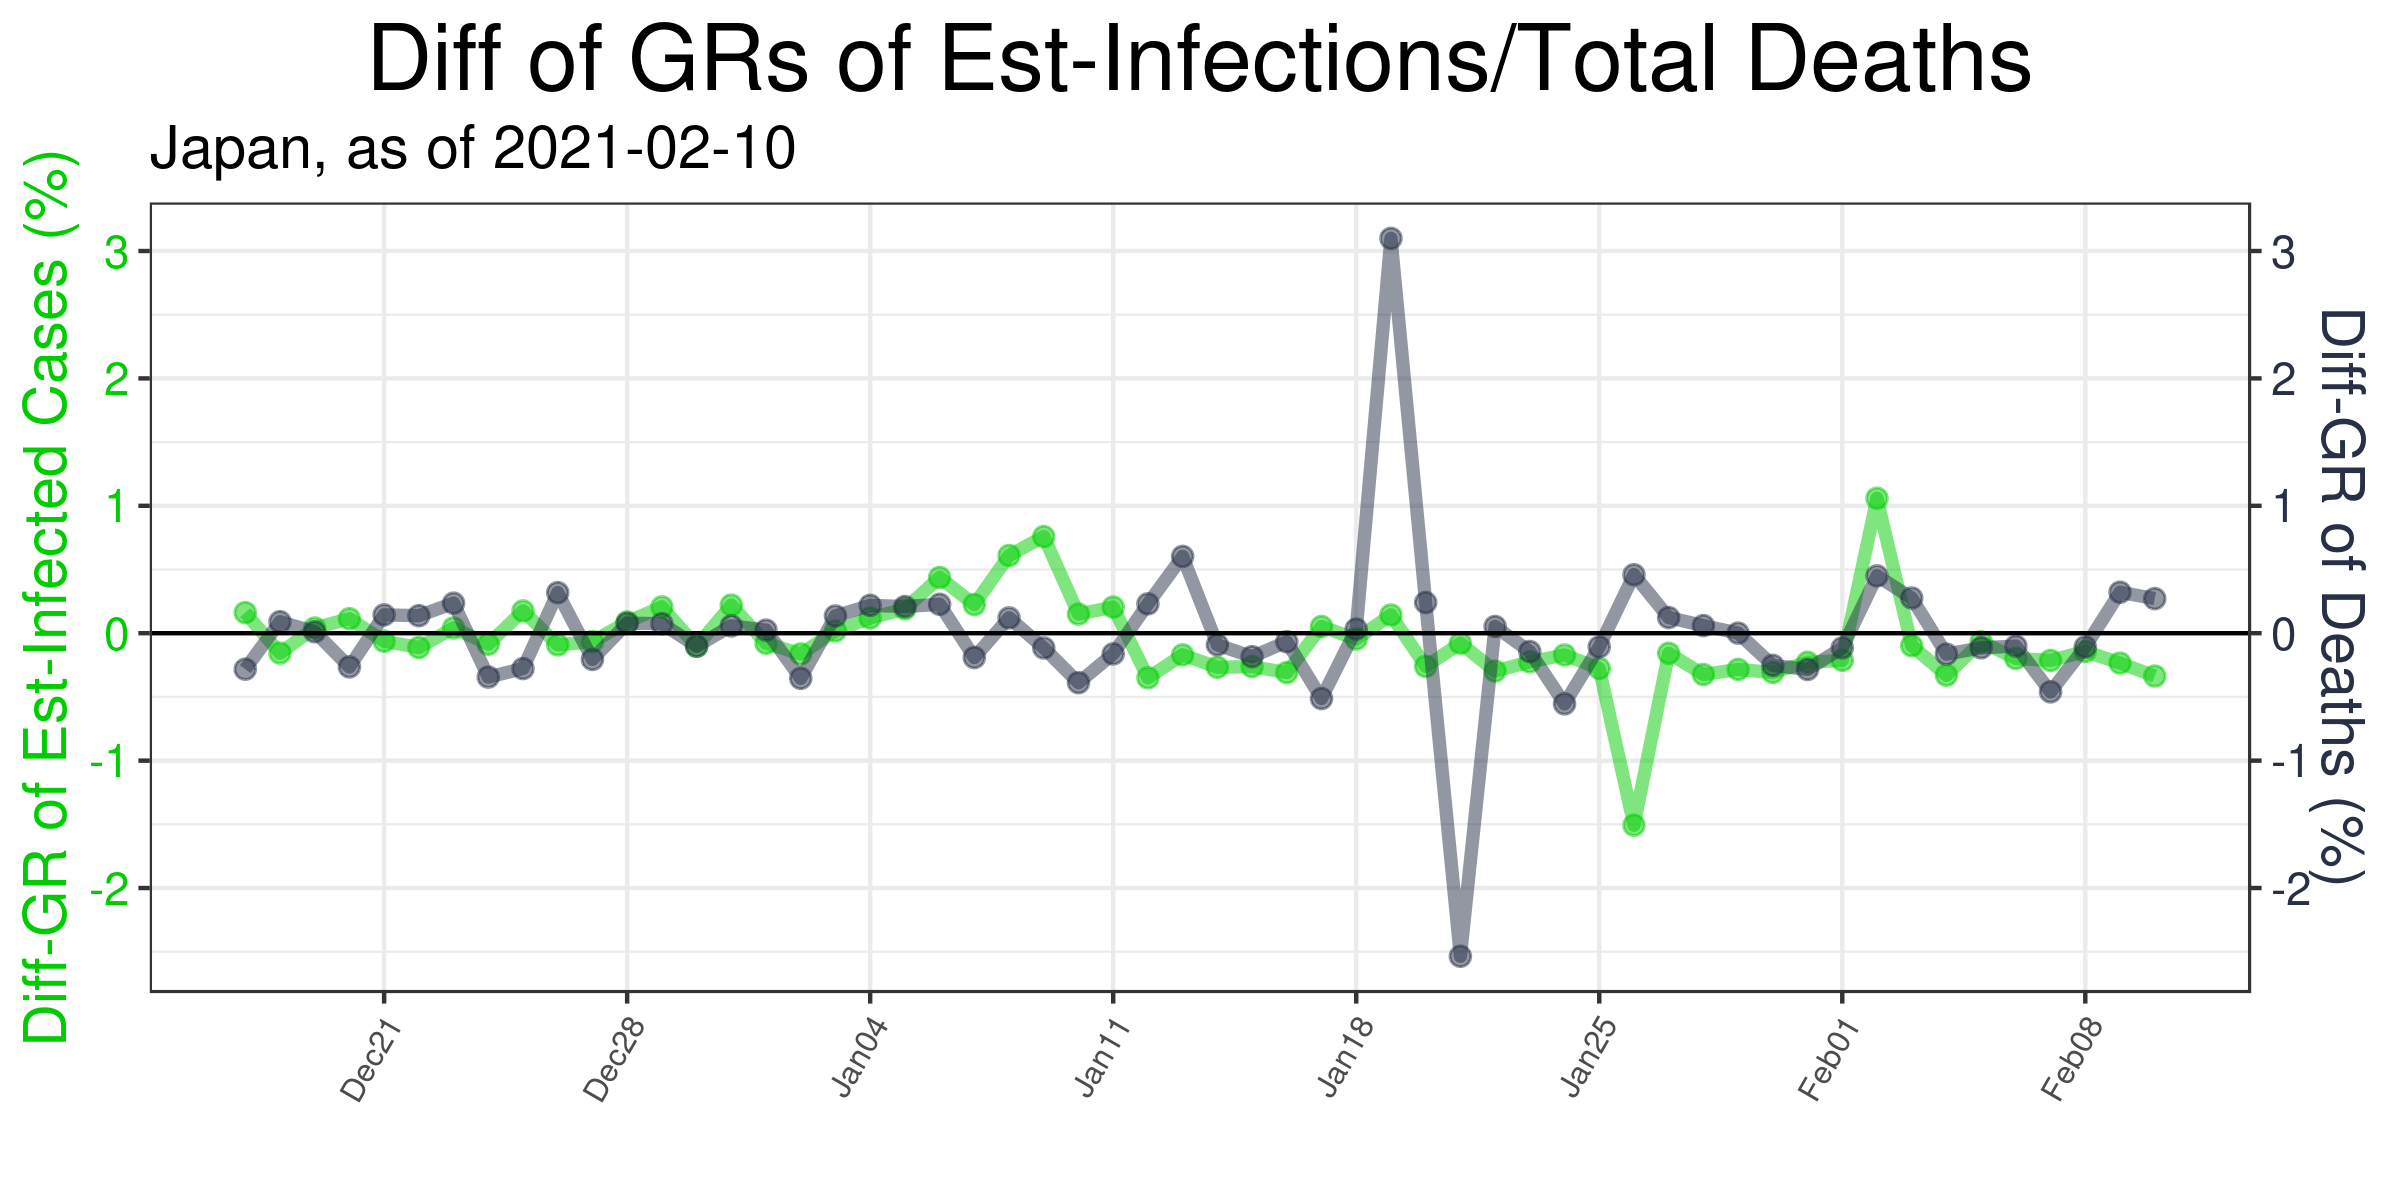 Diff of GRs of Est-Infections/Total Deaths
Japan, as of 2021-02-10
Diff-GR of Est-Infected Cases (%)
3
2
1
0
-1
-2
3
2
1
0
-1
-2
Diff-GR of Deaths (%)
Dec21
Dec28
Jan04
Jan11
Jan18
Jan25
Feb01
Feb08